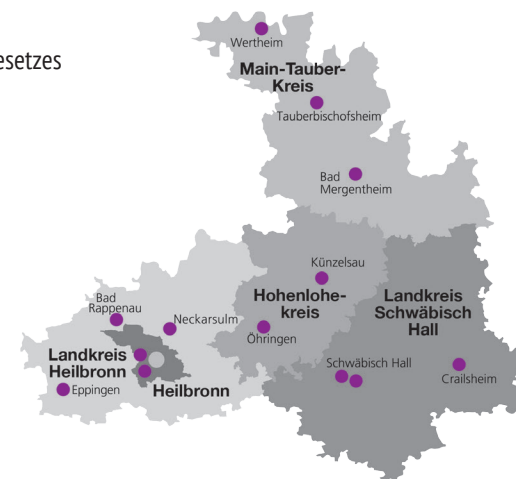 esetzes
Wertheim
Main-Tauber-
Kreis
Tauberbischofsheim
Bad
Mergentheim
Künzelsau
Hohenlohe-
kreis
Landkreis
Schwäbisch
Hall
Bad
Rappenau
Neckarsulm
Öhringen
Landkreis
Heilbronn
Schwäbisch Hall
Crailsheim
Eppingen
Heilbronn